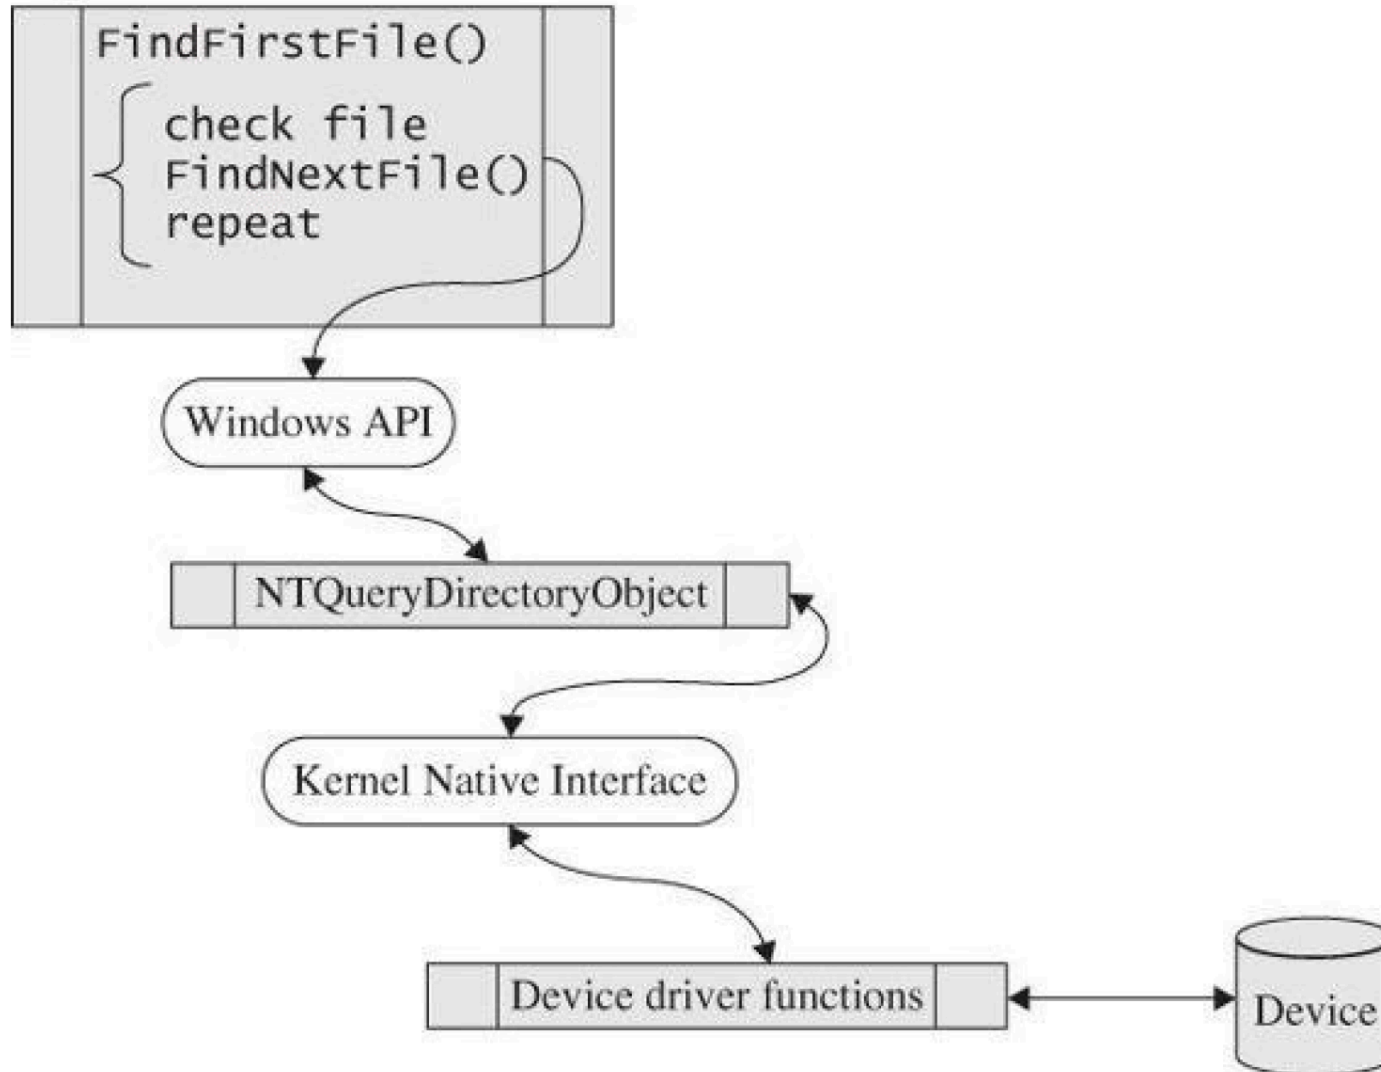 FindFirstFile()
check file
FindNextFile()
repeat
Windows API
NTQueryDirectoryObject
Kernel Native Interface
Device driver functions
Device